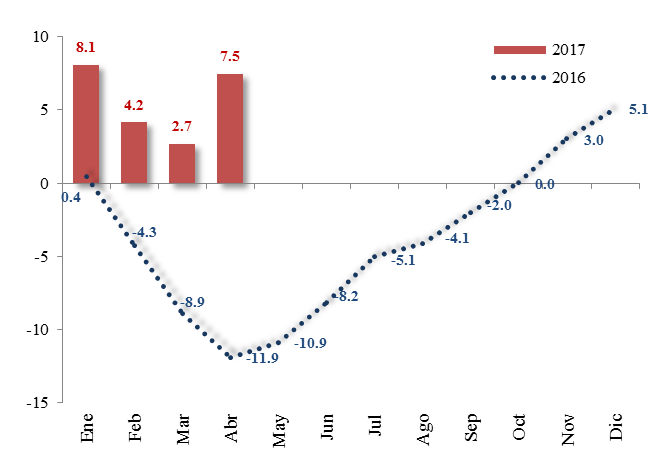 10
5
0
-5
-10
-15
8.1
4.2
2.7
7.5
2017
2016
0.4
-4.3
-8.9
-11.9
-10.9
-8.2
-5.1
-4.1
-2.0
0.0
3.0
5.1
Ene
Feb
Mar
Abr
May
Jun
Jul
Ago
Sep
Oct
Nov
Dic